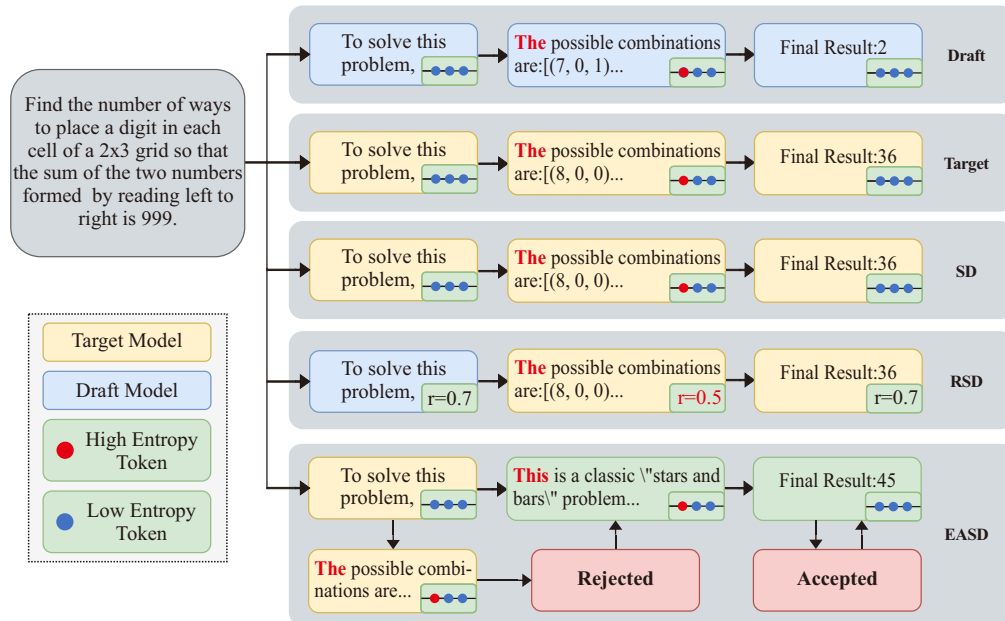 Find the number of ways
to place a digit in each
cell of a 2x3 grid so that
the sum of the two numbers
formed by reading left to
right is 999.
Target Model
Draft Model
High Entropy
Token
Low Entropy
Token
To solve this
problem,
The possible combinations
are:[(7, 0, 1)...
Final Result:2
Draft
To solve this
problem,
The possible combinations
are:[(8, 0, 0)...
Final Result:36
Target
To solve this
problem,
The possible combinations
are:[(8, 0, 0)...
Final Result:36
SD
To solve this
problem,
r=0.7
The possible combinations
are:[(8, 0, 0)...
r=0.5
Final Result:36
r=0.7
RSD
To solve this
problem,
This is a classic \"stars and
bars\" problem...
Final Result:45
EASD
The possible combi-
nations are...
Rejected
Accepted